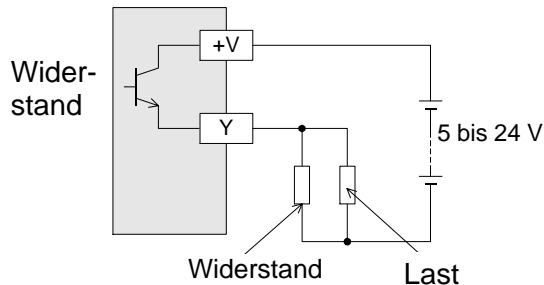 +V
Wider-
stand
Y
5 bis 24 V
Widerstand
Last